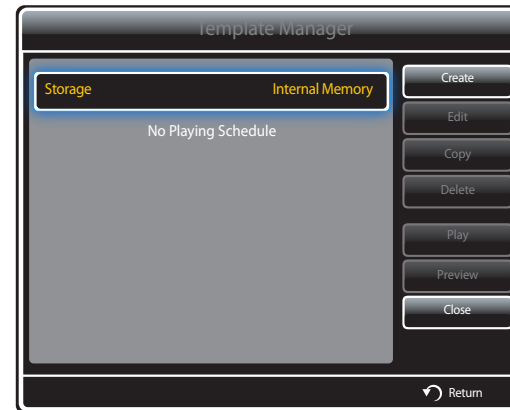 Template Manager
Storage Internal Memory
No Playing Schedule
Create
Edit
Copy
Delete
Play
Preview
Close
Return